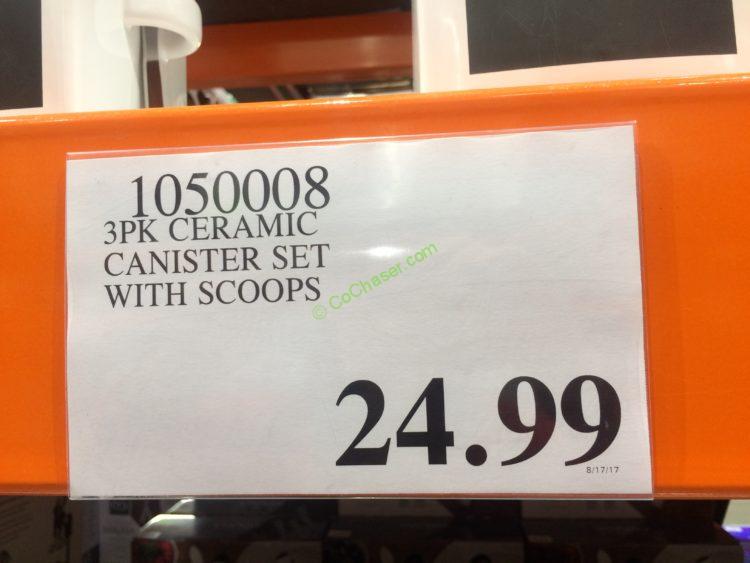 1050008
3PK CERAMIC
CANISTER SET
WITH SCOOPS
© CoChaser.com
24.99
8/17/17